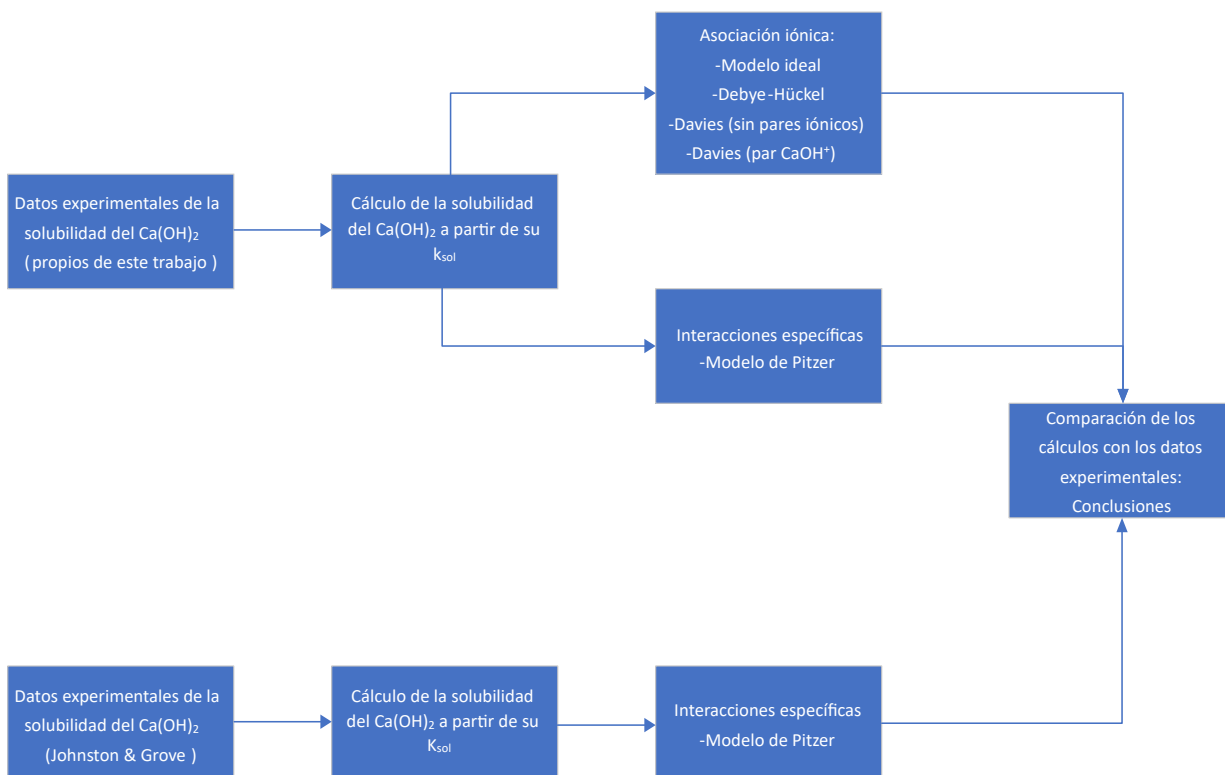 Asociación iónica:
-Modelo ideal
-Debye-Hückel
-Davies (sin pares iónicos)
-Davies (par CaOH⁺)
Datos experimentales de la
solubilidad del Ca(OH)₂
( propios de este trabajo )
Cálculo de la solubilidad
del Ca(OH)₂ a partir de su
kₛₒₗ
Interacciones específicas
-Modelo de Pitzer
Comparación de los
cálculos con los datos
experimentales:
Conclusiones
Datos experimentales de la
solubilidad del Ca(OH)₂
(Johnston & Grove )
Cálculo de la solubilidad
del Ca(OH)₂ a partir de su
Kₛₒₗ
Interacciones específicas
-Modelo de Pitzer